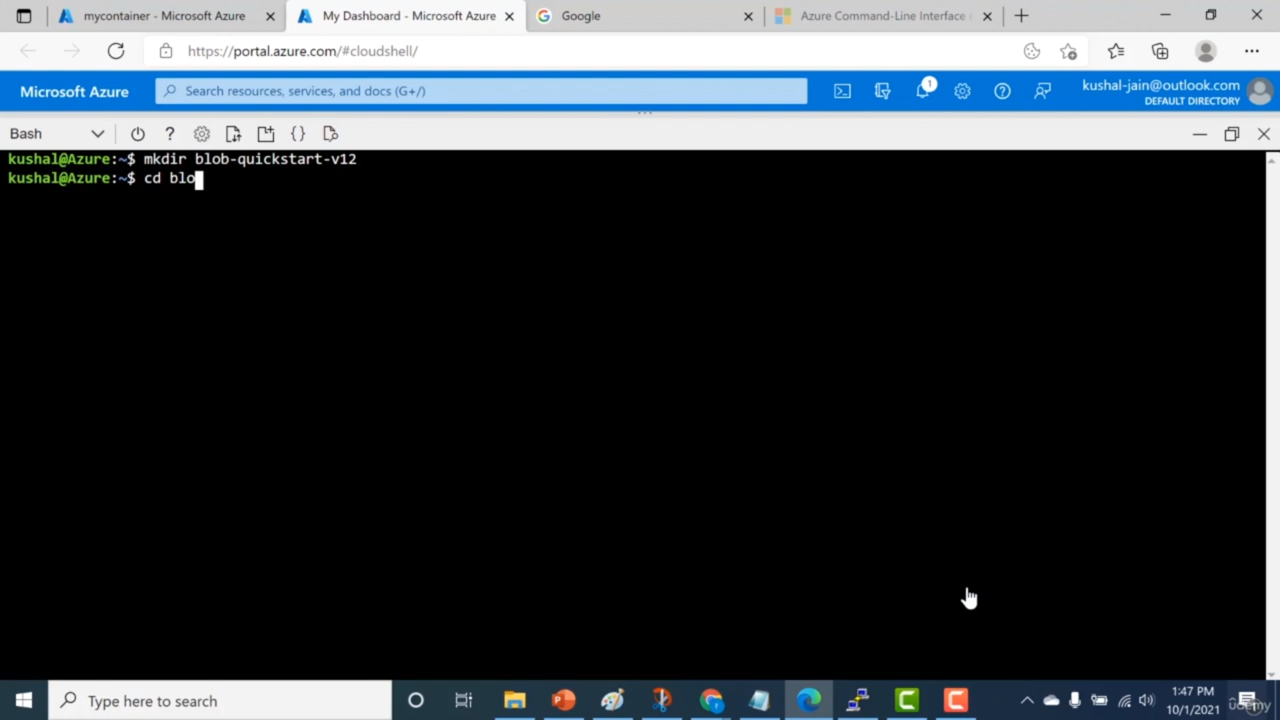 mycontainer - Microsoft Azure
My Dashboard - Microsoft Azure
Google
Azure Command-Line Interface
https://portal.azure.com/#cloudshell/
Microsoft Azure
Search resources, services, and docs (G+/)
1
kushal-jain@outlook.com
DEFAULT DIRECTORY
Bash
kushal@Azure:~$ mkdir blob-quickstart-v12
kushal@Azure:~$ cd blo
Type here to search
1:47 PM
10/1/2021
udemy